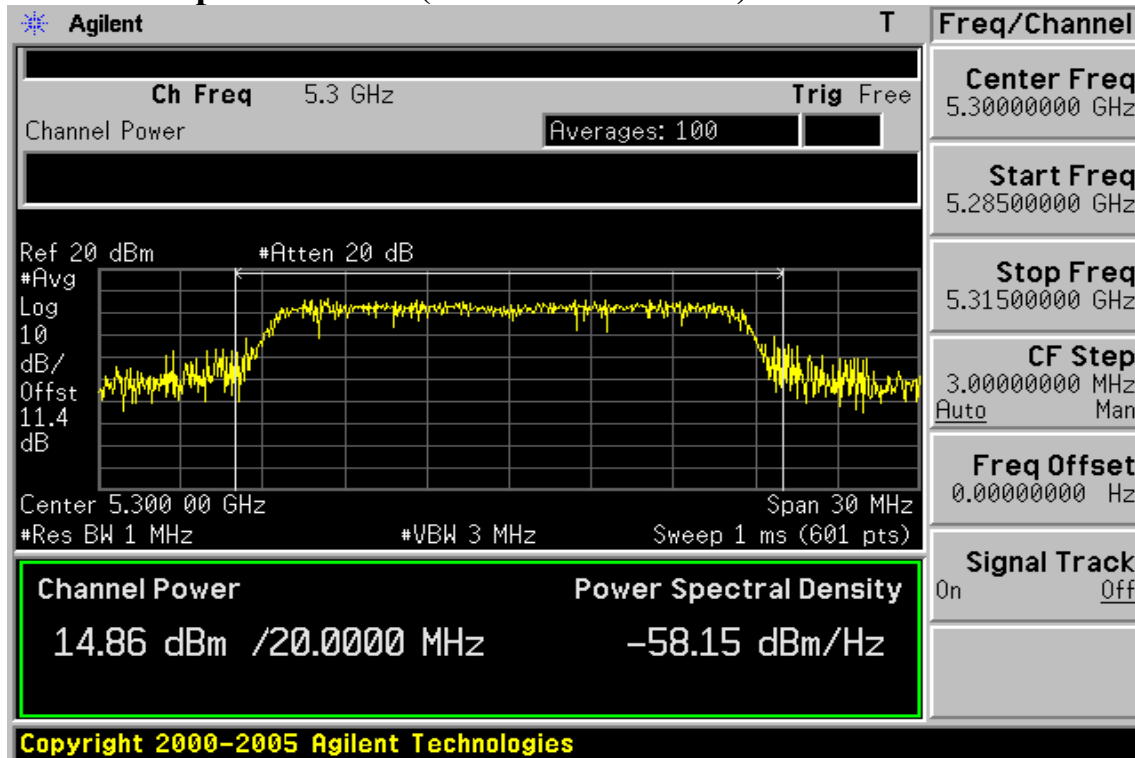 Agilent T Freq/Channel
Ch Freq 5.3 GHz Trig Free
Channel Power Averages: 100
Ref 20 dBm #Atten 20 dB
#Avg
Log
10
dB/
Offst
11.4
dB
Center 5.300 00 GHz Span 30 MHz
#Res BW 1 MHz #VBW 3 MHz Sweep 1 ms (601 pts)
Channel Power Power Spectral Density
14.86 dBm /20.0000 MHz -58.15 dBm/Hz
Center Freq
5.30000000 GHz
Start Freq
5.28500000 GHz
Stop Freq
5.31500000 GHz
CF Step
3.00000000 MHz
Auto Man
Freq Offset
0.00000000 Hz
Signal Track
On Off
Copyright 2000-2005 Agilent Technologies